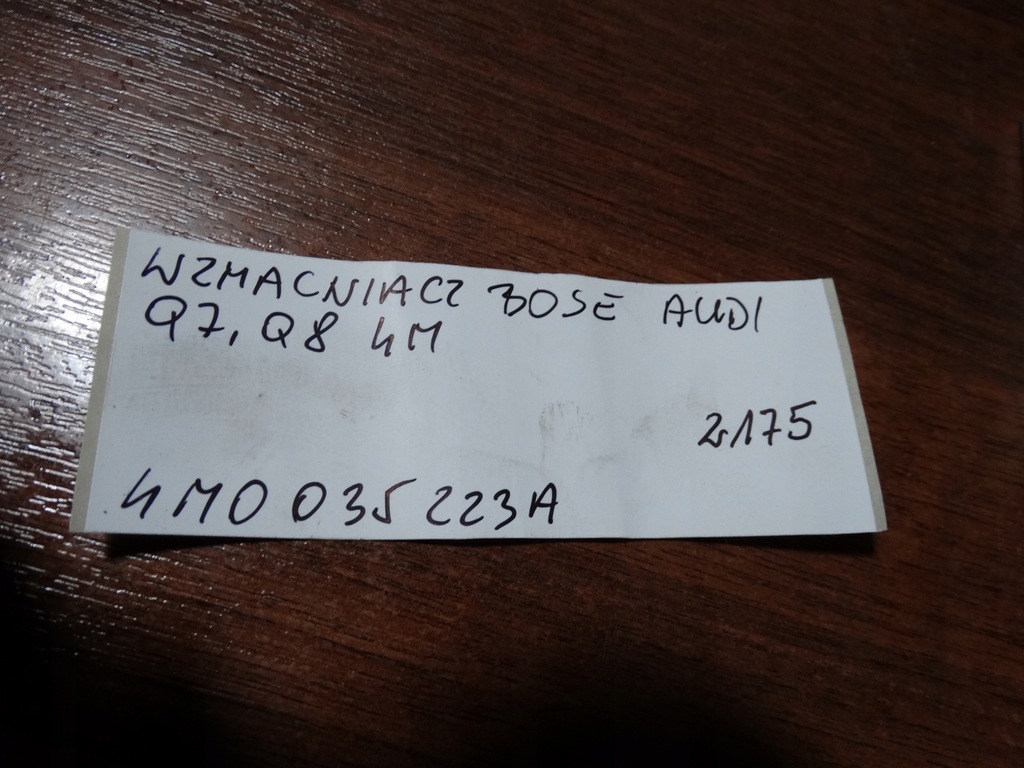 WZMACNIACZ BOSE AUDI
Q7, Q8 4M
2175
4M0 035 223A